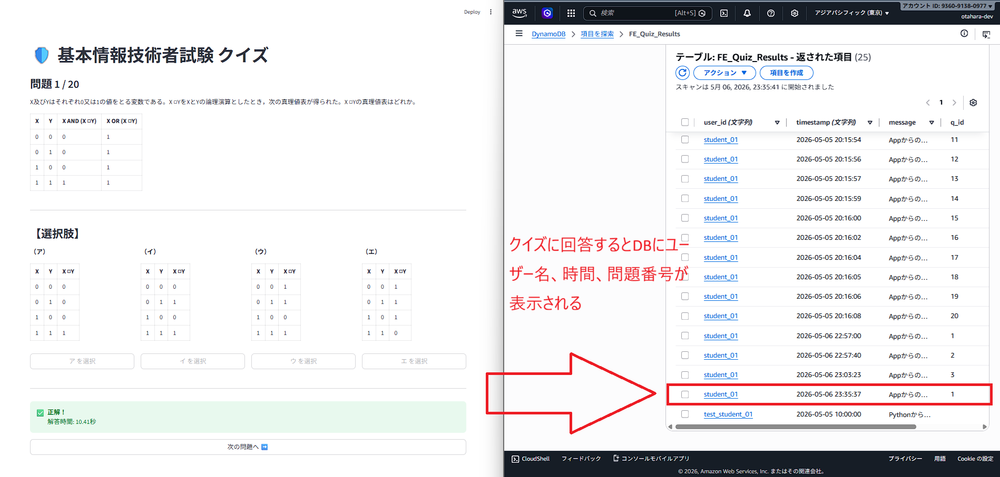 Deploy
基本情報技術者試験 クイズ
問題 1 / 20
X及びYはそれぞれ0又は1の値をとる変数である。X □YをXとYの論理演算としたとき，次の真理値表が得られた。X □Yの真理値表はどれか。
X Y X AND (X □Y) X OR (X □Y)
0 0 0 1
0 1 0 1
1 0 0 1
1 1 1 1
【選択肢】
（ア） （イ） （ウ） （エ）
X Y X □Y X Y X □Y X Y X □Y X Y X □Y
0 0 0 0 0 0 0 0 1 0 0 1
0 1 0 0 1 1 0 1 1 0 1 1
1 0 0 1 0 0 1 0 0 1 0 1
1 1 1 1 1 1 1 1 1 1 1 0
ア を選択 イ を選択 ウ を選択 エ を選択
正解！
解答時間: 10.41秒
次の問題へ
aws 検索 [Alt+S] アジアパシフィック (東京) アカウント ID: 9360-9138-0977
otahara-dev
DynamoDB 項目を探索 FE_Quiz_Results
テーブル: FE_Quiz_Results - 返された項目 (25)
アクション 項目を作成
スキャンは 5月 06, 2026, 23:35:41 に開始されました
1
user_id (文字列) timestamp (文字列) message q_id
student_01 2026-05-05 20:15:54 Appからの... 11
student_01 2026-05-05 20:15:56 Appからの... 12
student_01 2026-05-05 20:15:57 Appからの... 13
student_01 2026-05-05 20:15:59 Appからの... 14
student_01 2026-05-05 20:16:00 Appからの... 15
student_01 2026-05-05 20:16:02 Appからの... 16
student_01 2026-05-05 20:16:04 Appからの... 17
student_01 2026-05-05 20:16:05 Appからの... 18
student_01 2026-05-05 20:16:06 Appからの... 19
student_01 2026-05-05 20:16:08 Appからの... 20
student_01 2026-05-06 22:57:00 Appからの... 1
student_01 2026-05-06 22:57:40 Appからの... 2
student_01 2026-05-06 23:03:23 Appからの... 3
student_01 2026-05-06 23:35:37 Appからの... 1
test_student_01 2026-05-05 10:00:00 Pythonから...
クイズに回答するとDBにユー
ザー名、時間、問題番号が
表示される
CloudShell フィードバック コンソールモバイルアプリ プライバシー 用語 Cookie の設定
© 2026, Amazon Web Services, Inc. またはその関連会社。